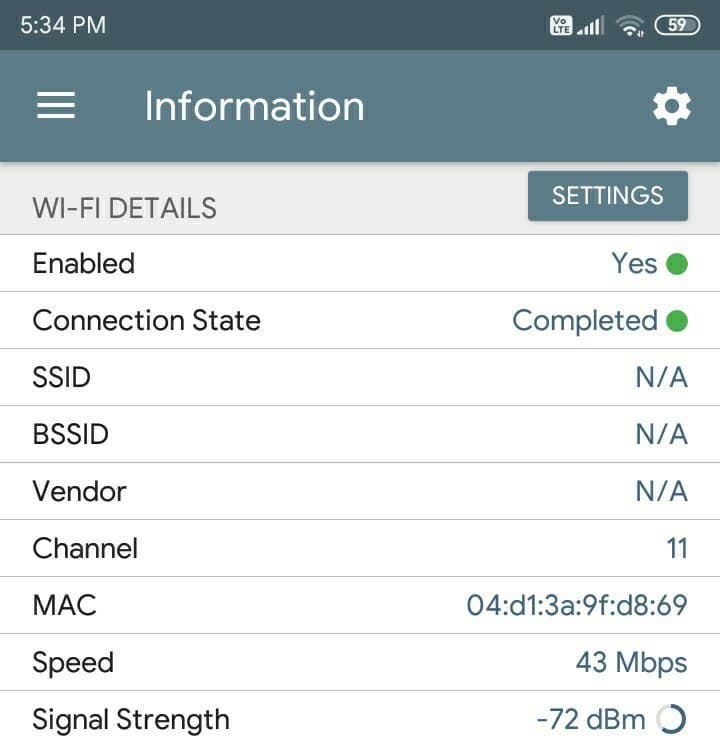 5:34 PM Vo LTE 59
Information
WI-FI DETAILS SETTINGS
Enabled Yes
Connection State Completed
SSID N/A
BSSID N/A
Vendor N/A
Channel 11
MAC 04:d1:3a:9f:d8:69
Speed 43 Mbps
Signal Strength -72 dBm